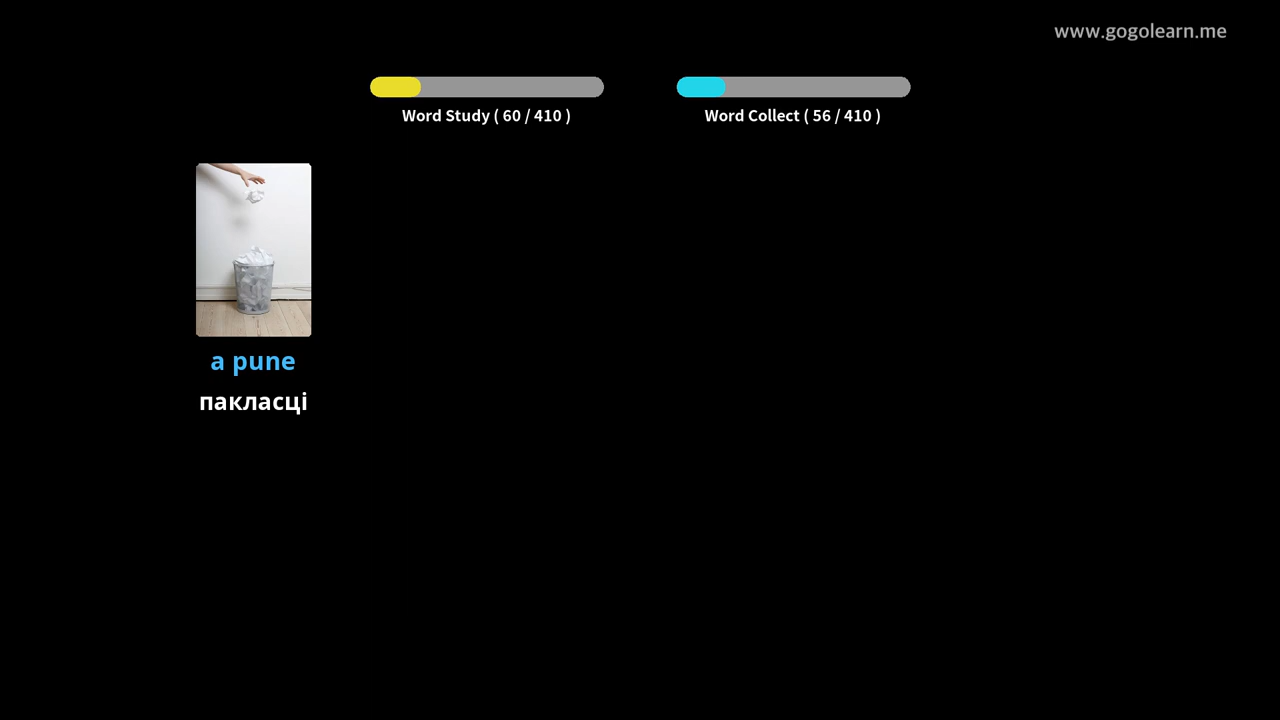 www.gogolearn.me
Word Study ( 60 / 410 )
Word Collect ( 56 / 410 )
a pune
пакласці